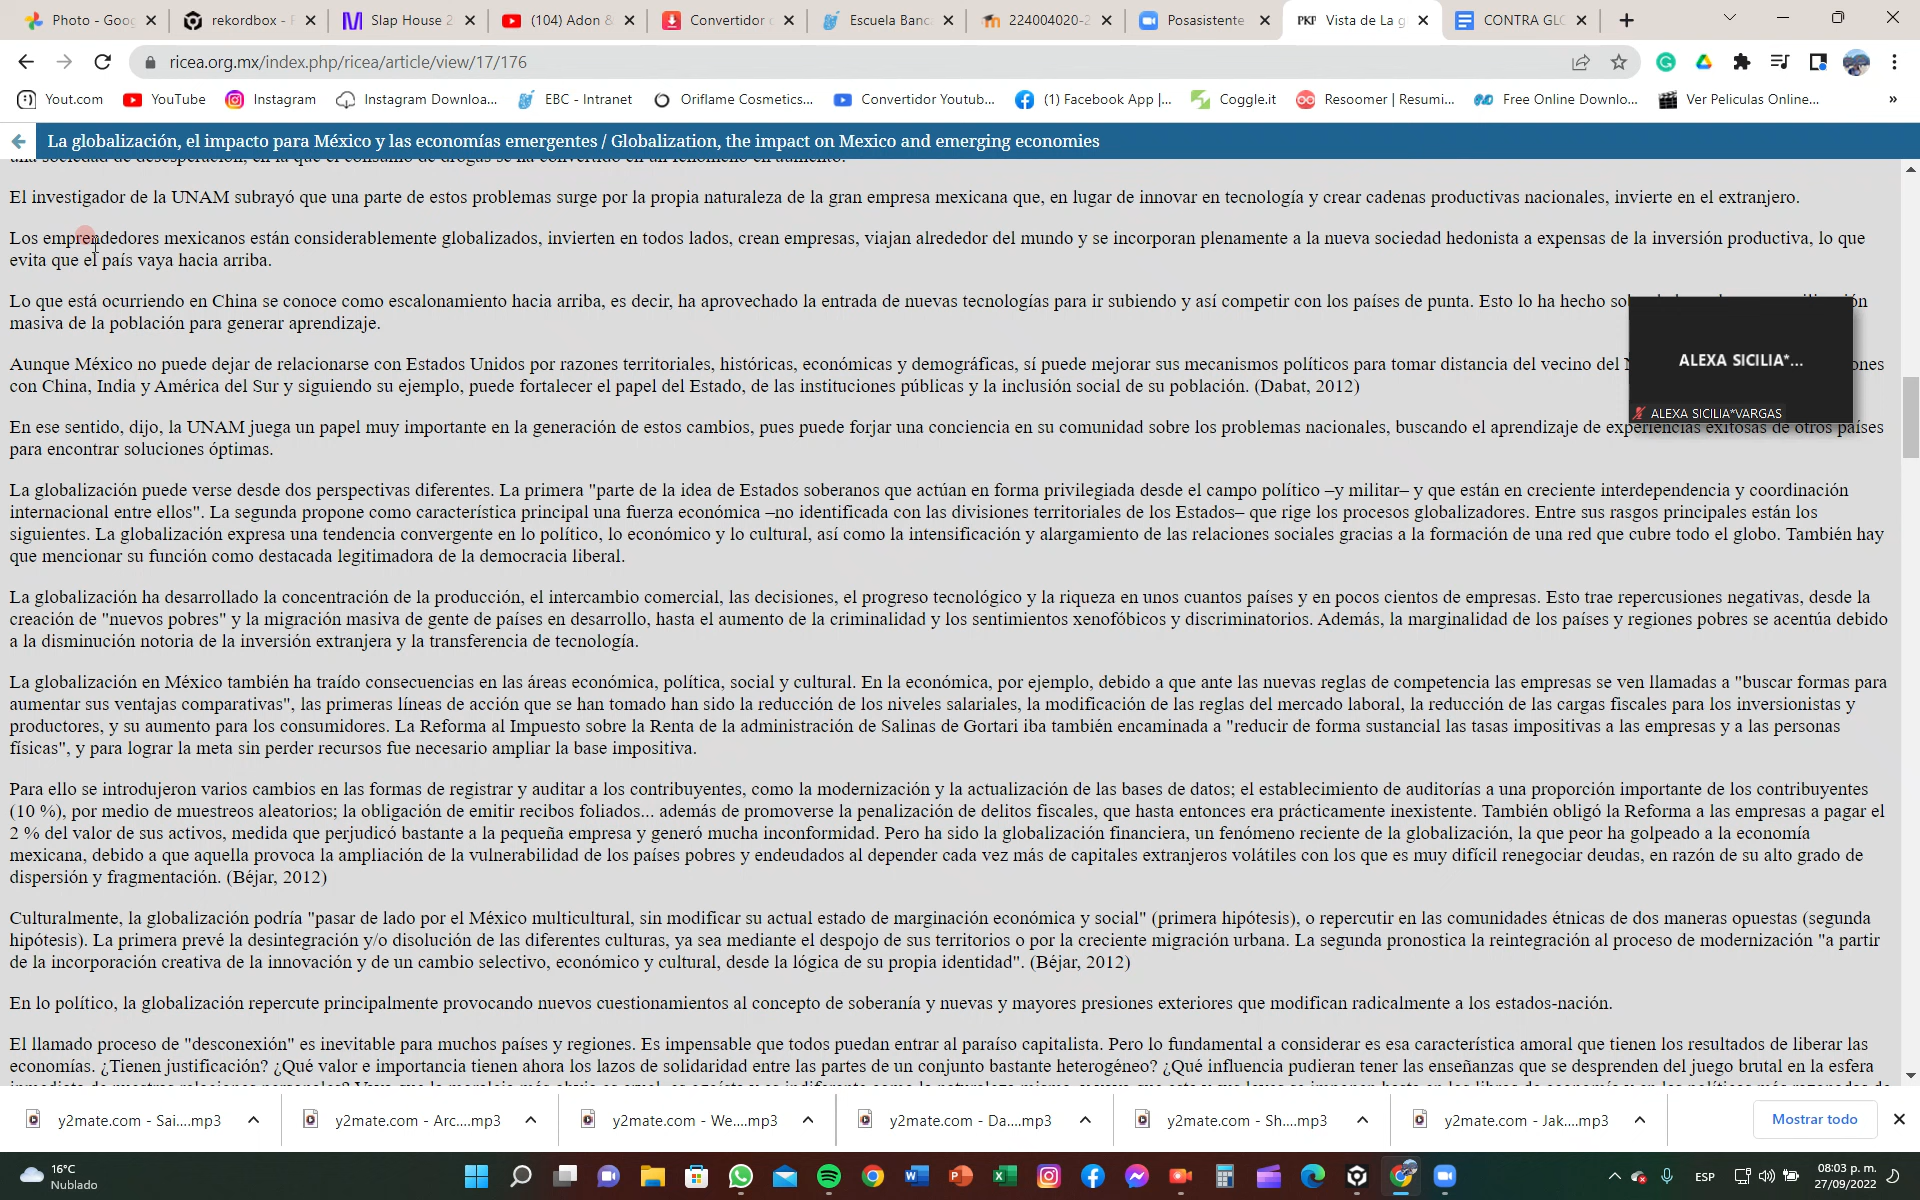 Photo - Goo
rekordbox -
Slap House 2
(104) Adon &
Convertidor
Escuela Banc
224004020-2
Posasistente
PKP Vista de La g
CONTRA GL
ricea.org.mx/index.php/ricea/article/view/17/176
Yout.com
YouTube
Instagram
Instagram Downloa...
EBC - Intranet
Oriflame Cosmetics...
Convertidor Youtub...
(1) Facebook App |...
Coggle.it
Resoomer | Resumi...
Free Online Downlo...
Ver Peliculas Online...
La globalización, el impacto para México y las economías emergentes / Globalization, the impact on Mexico and emerging economies
una sociedad de desesperación, en la que el consumo de drogas se ha convertido en un fenómeno en aumento.
El investigador de la UNAM subrayó que una parte de estos problemas surge por la propia naturaleza de la gran empresa mexicana que, en lugar de innovar en tecnología y crear cadenas productivas nacionales, invierte en el extranjero.
Los emprendedores mexicanos están considerablemente globalizados, invierten en todos lados, crean empresas, viajan alrededor del mundo y se incorporan plenamente a la nueva sociedad hedonista a expensas de la inversión productiva, lo que
evita que el país vaya hacia arriba.
Lo que está ocurriendo en China se conoce como escalonamiento hacia arriba, es decir, ha aprovechado la entrada de nuevas tecnologías para ir subiendo y así competir con los países de punta. Esto lo ha hecho
masiva de la población para generar aprendizaje.
Aunque México no puede dejar de relacionarse con Estados Unidos por razones territoriales, históricas, económicas y demográficas, sí puede mejorar sus mecanismos políticos para tomar distancia del vecino del
con China, India y América del Sur y siguiendo su ejemplo, puede fortalecer el papel del Estado, de las instituciones públicas y la inclusión social de su población. (Dabat, 2012)
ALEXA SICILIA*...
ALEXA SICILIA*VARGAS
En ese sentido, dijo, la UNAM juega un papel muy importante en la generación de estos cambios, pues puede forjar una conciencia en su comunidad sobre los problemas nacionales, buscando el aprendizaje de experiencias exitosas de otros países
para encontrar soluciones óptimas.
La globalización puede verse desde dos perspectivas diferentes. La primera "parte de la idea de Estados soberanos que actúan en forma privilegiada desde el campo político –y militar– y que están en creciente interdependencia y coordinación
internacional entre ellos". La segunda propone como característica principal una fuerza económica –no identificada con las divisiones territoriales de los Estados– que rige los procesos globalizadores. Entre sus rasgos principales están los
siguientes. La globalización expresa una tendencia convergente en lo político, lo económico y lo cultural, así como la intensificación y alargamiento de las relaciones sociales gracias a la formación de una red que cubre todo el globo. También hay
que mencionar su función como destacada legitimadora de la democracia liberal.
La globalización ha desarrollado la concentración de la producción, el intercambio comercial, las decisiones, el progreso tecnológico y la riqueza en unos cuantos países y en pocos cientos de empresas. Esto trae repercusiones negativas, desde la
creación de "nuevos pobres" y la migración masiva de gente de países en desarrollo, hasta el aumento de la criminalidad y los sentimientos xenofóbicos y discriminatorios. Además, la marginalidad de los países y regiones pobres se acentúa debido
a la disminución notoria de la inversión extranjera y la transferencia de tecnología.
La globalización en México también ha traído consecuencias en las áreas económica, política, social y cultural. En la económica, por ejemplo, debido a que ante las nuevas reglas de competencia las empresas se ven llamadas a "buscar formas para
aumentar sus ventajas comparativas", las primeras líneas de acción que se han tomado han sido la reducción de los niveles salariales, la modificación de las reglas del mercado laboral, la reducción de las cargas fiscales para los inversionistas y
productores, y su aumento para los consumidores. La Reforma al Impuesto sobre la Renta de la administración de Salinas de Gortari iba también encaminada a "reducir de forma sustancial las tasas impositivas a las empresas y a las personas
físicas", y para lograr la meta sin perder recursos fue necesario ampliar la base impositiva.
Para ello se introdujeron varios cambios en las formas de registrar y auditar a los contribuyentes, como la modernización y la actualización de las bases de datos; el establecimiento de auditorías a una proporción importante de los contribuyentes
(10 %), por medio de muestreos aleatorios; la obligación de emitir recibos foliados... además de promoverse la penalización de delitos fiscales, que hasta entonces era prácticamente inexistente. También obligó la Reforma a las empresas a pagar el
2 % del valor de sus activos, medida que perjudicó bastante a la pequeña empresa y generó mucha inconformidad. Pero ha sido la globalización financiera, un fenómeno reciente de la globalización, la que peor ha golpeado a la economía
mexicana, debido a que aquella provoca la ampliación de la vulnerabilidad de los países pobres y endeudados al depender cada vez más de capitales extranjeros volátiles con los que es muy difícil renegociar deudas, en razón de su alto grado de
dispersión y fragmentación. (Béjar, 2012)
Culturalmente, la globalización podría "pasar de lado por el México multicultural, sin modificar su actual estado de marginación económica y social" (primera hipótesis), o repercutir en las comunidades étnicas de dos maneras opuestas (segunda
hipótesis). La primera prevé la desintegración y/o disolución de las diferentes culturas, ya sea mediante el despojo de sus territorios o por la creciente migración urbana. La segunda pronostica la reintegración al proceso de modernización "a partir
de la incorporación creativa de la innovación y de un cambio selectivo, económico y cultural, desde la lógica de su propia identidad". (Béjar, 2012)
En lo político, la globalización repercute principalmente provocando nuevos cuestionamientos al concepto de soberanía y nuevas y mayores presiones exteriores que modifican radicalmente a los estados-nación.
El llamado proceso de "desconexión" es inevitable para muchos países y regiones. Es impensable que todos puedan entrar al paraíso capitalista. Pero lo fundamental a considerar es esa característica amoral que tienen los resultados de liberar las
economías. ¿Tienen justificación? ¿Qué valor e importancia tienen ahora los lazos de solidaridad entre las partes de un conjunto bastante heterogéneo? ¿Qué influencia pudieran tener las enseñanzas que se desprenden del juego brutal en la esfera
y2mate.com - Sai....mp3
y2mate.com - Arc....mp3
y2mate.com - We....mp3
y2mate.com - Da....mp3
y2mate.com - Sh....mp3
y2mate.com - Jak....mp3
Mostrar todo
16°C
Nublado
ESP
08:03 p. m.
27/09/2022